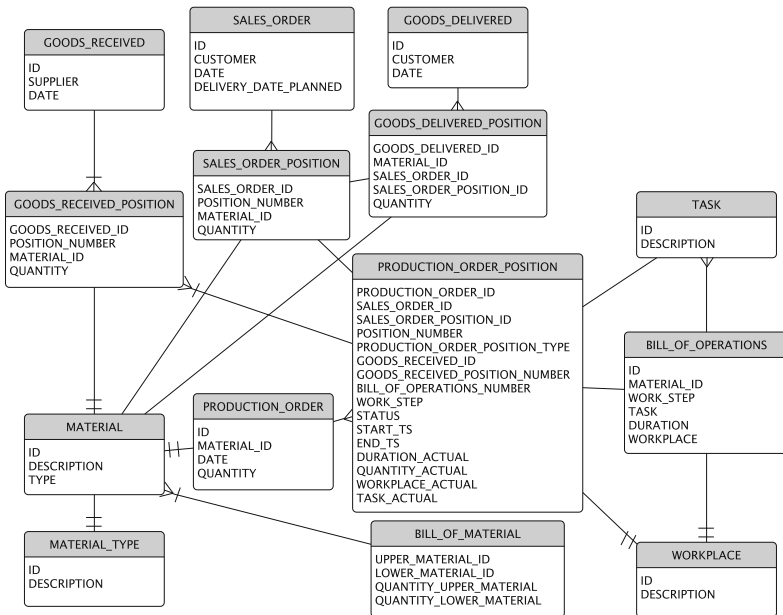 SALES_ORDER
ID
CUSTOMER
DATE
DELIVERY_DATE_PLANNED
GOODS_DELIVERED
ID
CUSTOMER
DATE
GOODS_RECEIVED
ID
SUPPLIER
DATE
GOODS_DELIVERED_POSITION
GOODS_DELIVERED_ID
MATERIAL_ID
SALES_ORDER_ID
SALES_ORDER_POSITION_ID
QUANTITY
SALES_ORDER_POSITION
SALES_ORDER_ID
POSITION_NUMBER
MATERIAL_ID
QUANTITY
GOODS_RECEIVED_POSITION
GOODS_RECEIVED_ID
POSITION_NUMBER
MATERIAL_ID
QUANTITY
TASK
ID
DESCRIPTION
PRODUCTION_ORDER_POSITION
PRODUCTION_ORDER_ID
SALES_ORDER_ID
SALES_ORDER_POSITION_ID
POSITION_NUMBER
PRODUCTION_ORDER_POSITION_TYPE
GOODS_RECEIVED_ID
GOODS_RECEIVED_POSITION_NUMBER
BILL_OF_OPERATIONS_NUMBER
WORK_STEP
STATUS
START_TS
END_TS
DURATION_ACTUAL
QUANTITY_ACTUAL
WORKPLACE_ACTUAL
TASK_ACTUAL
BILL_OF_OPERATIONS
ID
MATERIAL_ID
WORK_STEP
TASK
DURATION
WORKPLACE
PRODUCTION_ORDER
ID
MATERIAL_ID
DATE
QUANTITY
MATERIAL
ID
DESCRIPTION
TYPE
MATERIAL_TYPE
ID
DESCRIPTION
BILL_OF_MATERIAL
UPPER_MATERIAL_ID
LOWER_MATERIAL_ID
QUANTITY_UPPER_MATERIAL
QUANTITY_LOWER_MATERIAL
WORKPLACE
ID
DESCRIPTION